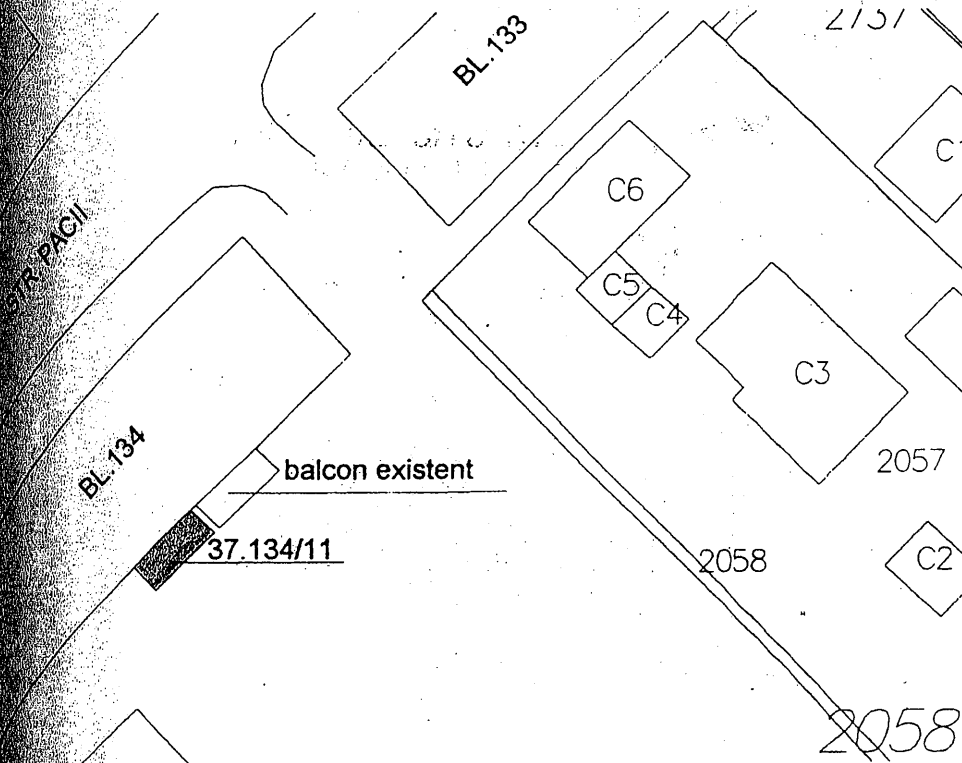 2737
BL.133
C1
C6
STR. PACII
C5
C4
C3
BL.134
balcon existent
2057
37.134/11
2058
C2
2058